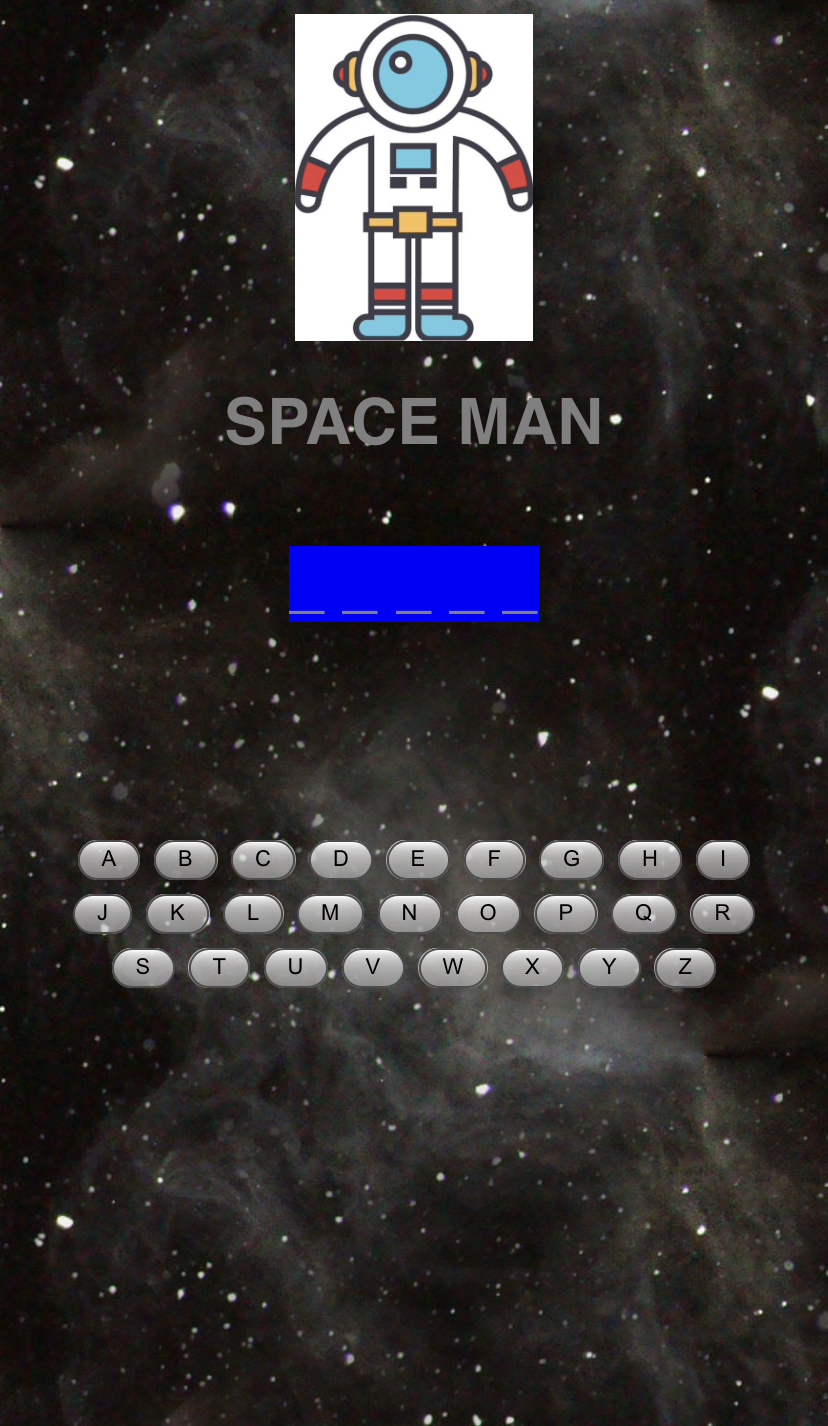 SPACE MAN
_ _ _ _ _
A B C D E F G H I
J K L M N O P Q R
S T U V W X Y Z